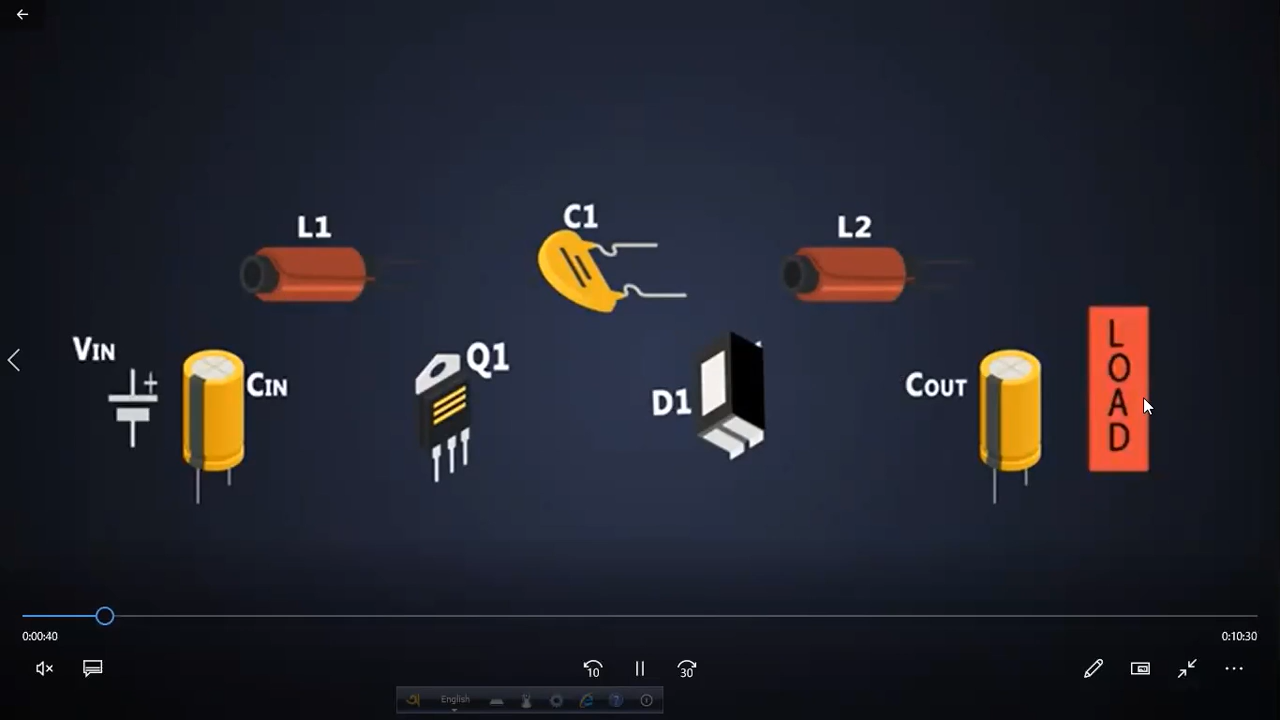 L1
C1
L2
VIN
CIN
Q1
D1
COUT
LOAD
0:00:40
0:10:30
10
30
অ
English